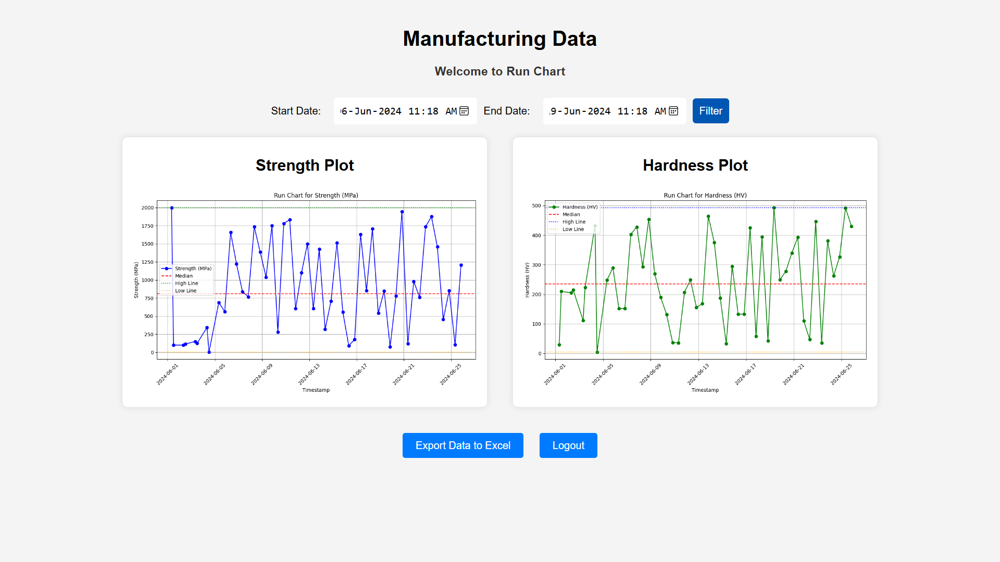 Manufacturing Data
Welcome to Run Chart
Start Date: 6-Jun-2024 11:18 AM End Date: 9-Jun-2024 11:18 AM Filter
Strength Plot
Run Chart for Strength (MPa)
2000
1750
1500
1250
1000
750
500
250
0
Strength (MPa)
Strength (MPa)
Median
High Line
Low Line
2024-06-01
2024-06-05
2024-06-09
2024-06-13
2024-06-17
2024-06-21
2024-06-25
Timestamp
Hardness Plot
Run Chart for Hardness (HV)
500
400
300
200
100
0
Hardness (HV)
Hardness (HV)
Median
High Line
Low Line
2024-06-01
2024-06-05
2024-06-09
2024-06-13
2024-06-17
2024-06-21
2024-06-25
Timestamp
Export Data to Excel
Logout